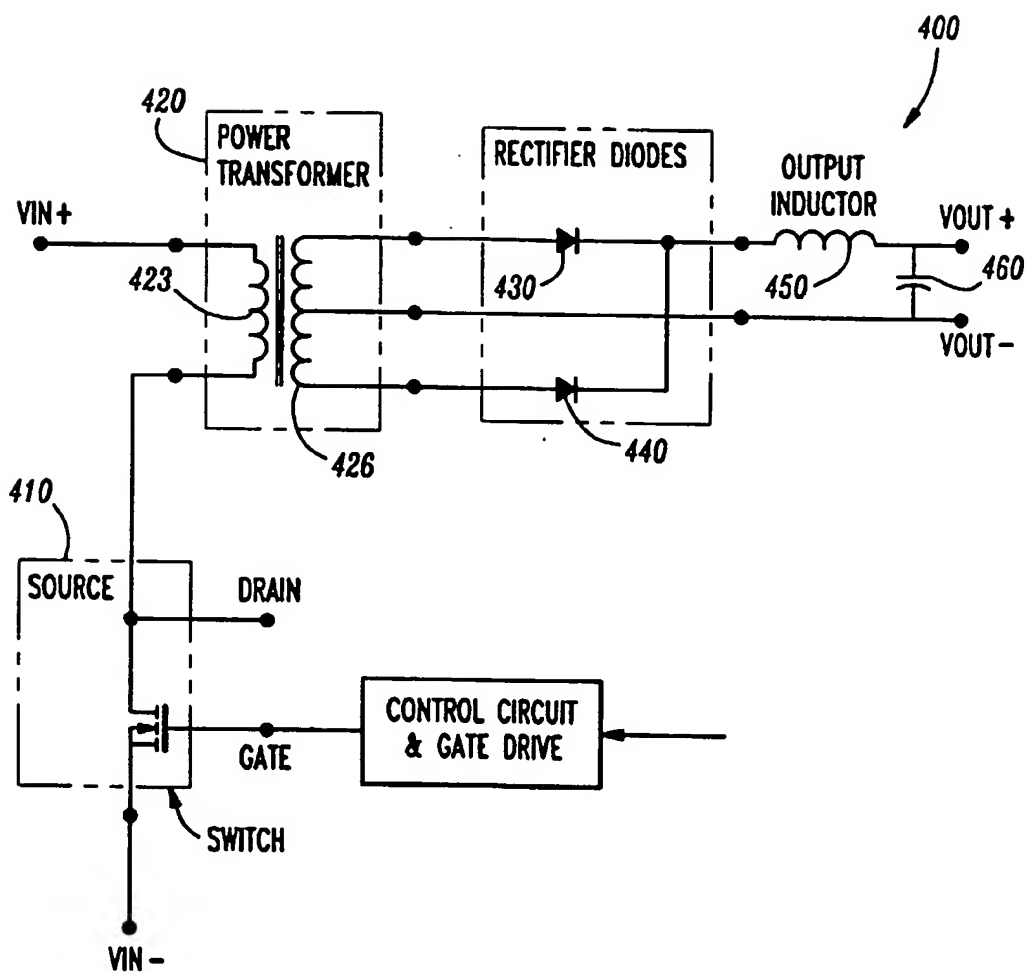 400
420
POWER
TRANSFORMER
RECTIFIER DIODES
OUTPUT
INDUCTOR
VIN +
VOUT +
423
430
450
460
VOUT -
426
440
410
SOURCE
DRAIN
CONTROL CIRCUIT
& GATE DRIVE
GATE
SWITCH
VIN -